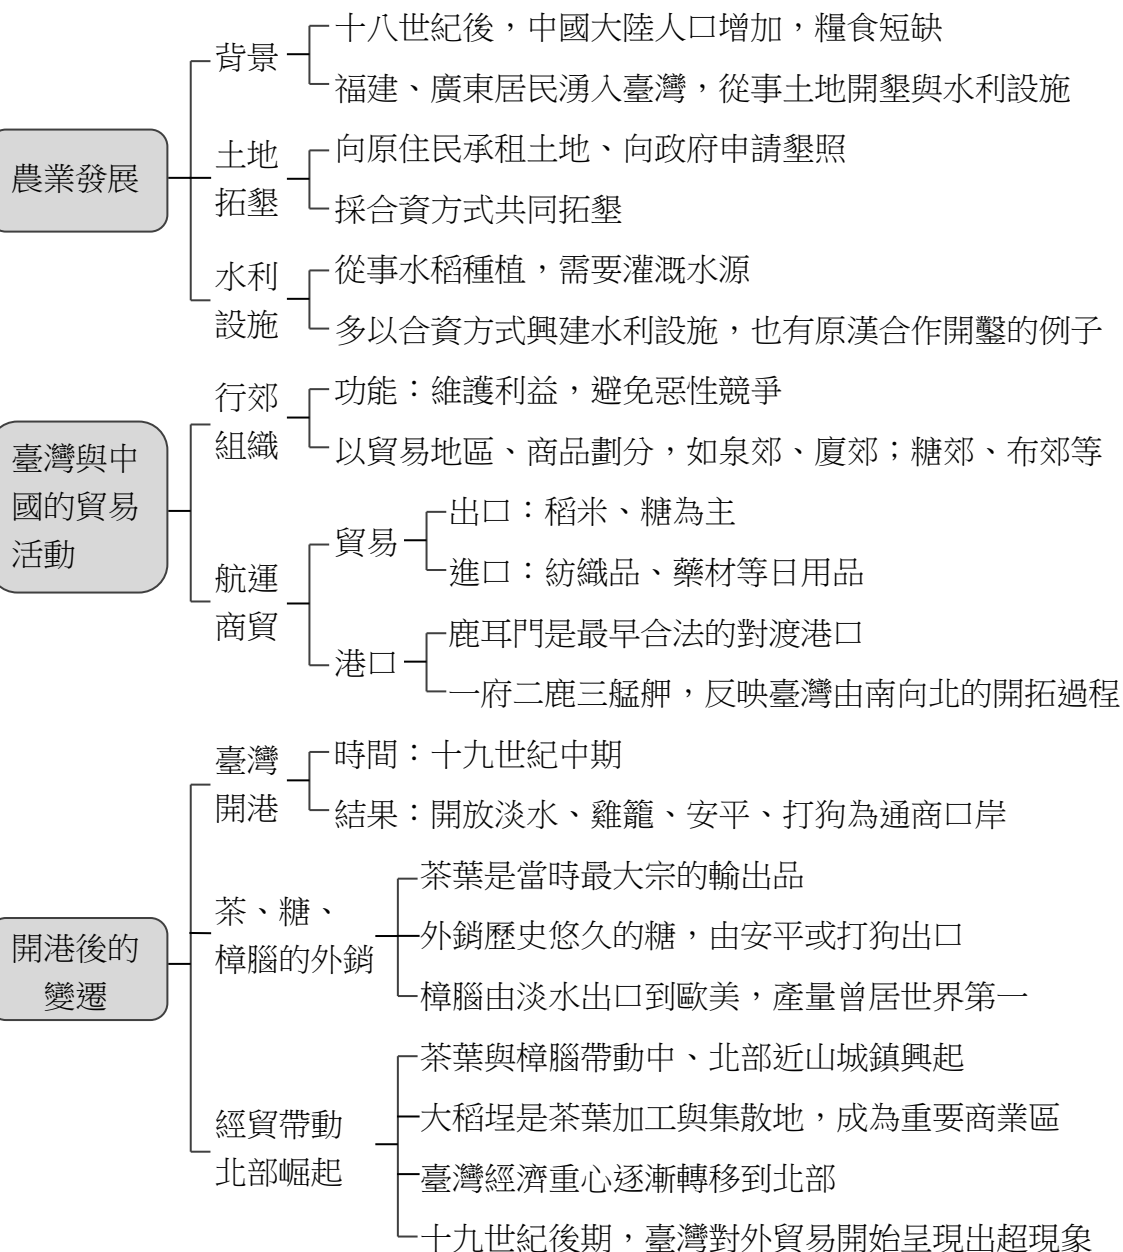 農業發展
背景
十八世紀後，中國大陸人口增加，糧食短缺
福建、廣東居民湧入臺灣，從事土地開墾與水利設施
土地
拓墾
向原住民承租土地、向政府申請墾照
採合資方式共同拓墾
水利
設施
從事水稻種植，需要灌溉水源
多以合資方式興建水利設施，也有原漢合作開鑿的例子
臺灣與中
國的貿易
活動
行郊
組織
功能：維護利益，避免惡性競爭
以貿易地區、商品劃分，如泉郊、廈郊；糖郊、布郊等
航運
商貿
貿易
出口：稻米、糖為主
進口：紡織品、藥材等日用品
港口
鹿耳門是最早合法的對渡港口
一府二鹿三艋舺，反映臺灣由南向北的開拓過程
開港後的
變遷
臺灣
開港
時間：十九世紀中期
結果：開放淡水、雞籠、安平、打狗為通商口岸
茶、糖、
樟腦的外銷
茶葉是當時最大宗的輸出品
外銷歷史悠久的糖，由安平或打狗出口
樟腦由淡水出口到歐美，產量曾居世界第一
經貿帶動
北部崛起
茶葉與樟腦帶動中、北部近山城鎮興起
大稻埕是茶葉加工與集散地，成為重要商業區
臺灣經濟重心逐漸轉移到北部
十九世紀後期，臺灣對外貿易開始呈現出超現象